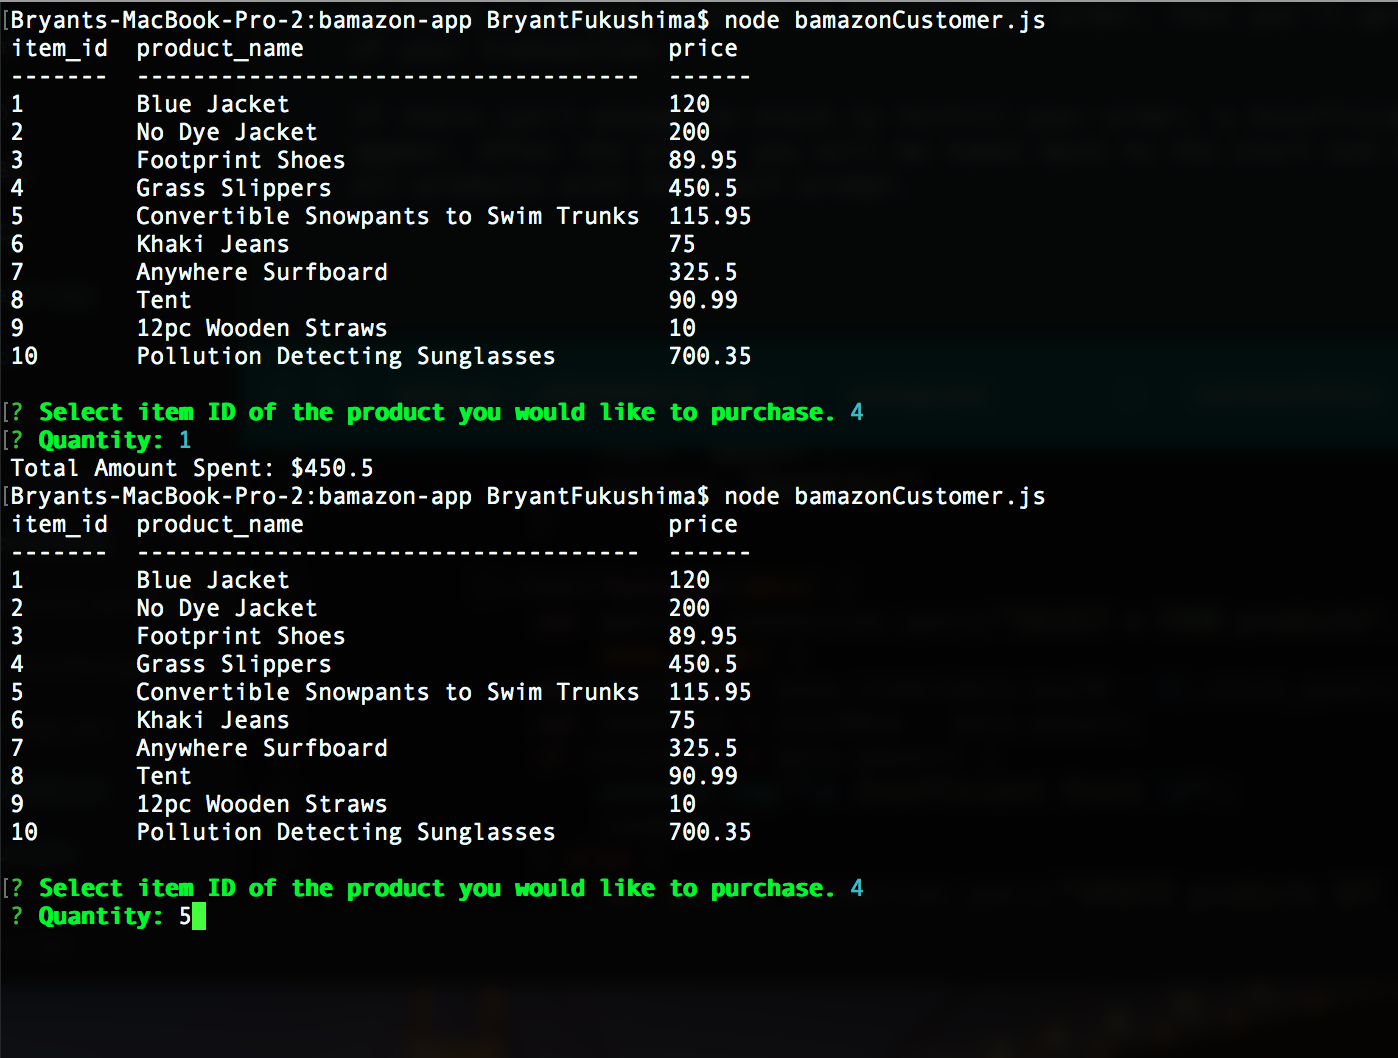 [Bryants-MacBook-Pro-2:bamazon-app BryantFukushima$ node bamazonCustomer.js
item_id  product_name                          price
-------  ------------------------------------  ------
1        Blue Jacket                           120
2        No Dye Jacket                         200
3        Footprint Shoes                       89.95
4        Grass Slippers                        450.5
5        Convertible Snowpants to Swim Trunks  115.95
6        Khaki Jeans                           75
7        Anywhere Surfboard                    325.5
8        Tent                                  90.99
9        12pc Wooden Straws                    10
10       Pollution Detecting Sunglasses        700.35
[? Select item ID of the product you would like to purchase. 4
[? Quantity: 1
Total Amount Spent: $450.5
[Bryants-MacBook-Pro-2:bamazon-app BryantFukushima$ node bamazonCustomer.js
item_id  product_name                          price
-------  ------------------------------------  ------
1        Blue Jacket                           120
2        No Dye Jacket                         200
3        Footprint Shoes                       89.95
4        Grass Slippers                        450.5
5        Convertible Snowpants to Swim Trunks  115.95
6        Khaki Jeans                           75
7        Anywhere Surfboard                    325.5
8        Tent                                  90.99
9        12pc Wooden Straws                    10
10       Pollution Detecting Sunglasses        700.35
[? Select item ID of the product you would like to purchase. 4
? Quantity: 5